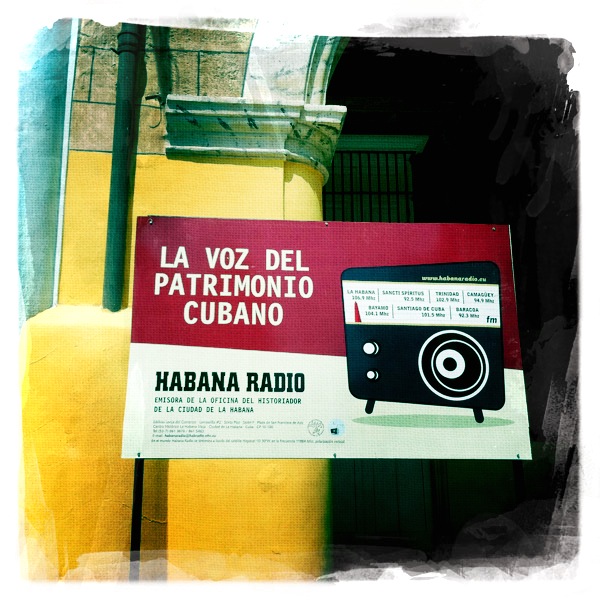 LA VOZ DEL
PATRIMONIO
CUBANO
www.habanaradio.cu
LA HABANA
106.9 Mhz
SANCTI SPIRITUS
92.5 Mhz
TRINIDAD
102.9 Mhz
CAMAGÜEY
94.9 Mhz
BAYAMO
104.1 Mhz
SANTIAGO DE CUBA
101.5 Mhz
BARACOA
92.3 Mhz
fm
HABANA RADIO
EMISORA DE LA OFICINA DEL HISTORIADOR
DE LA CIUDAD DE LA HABANA